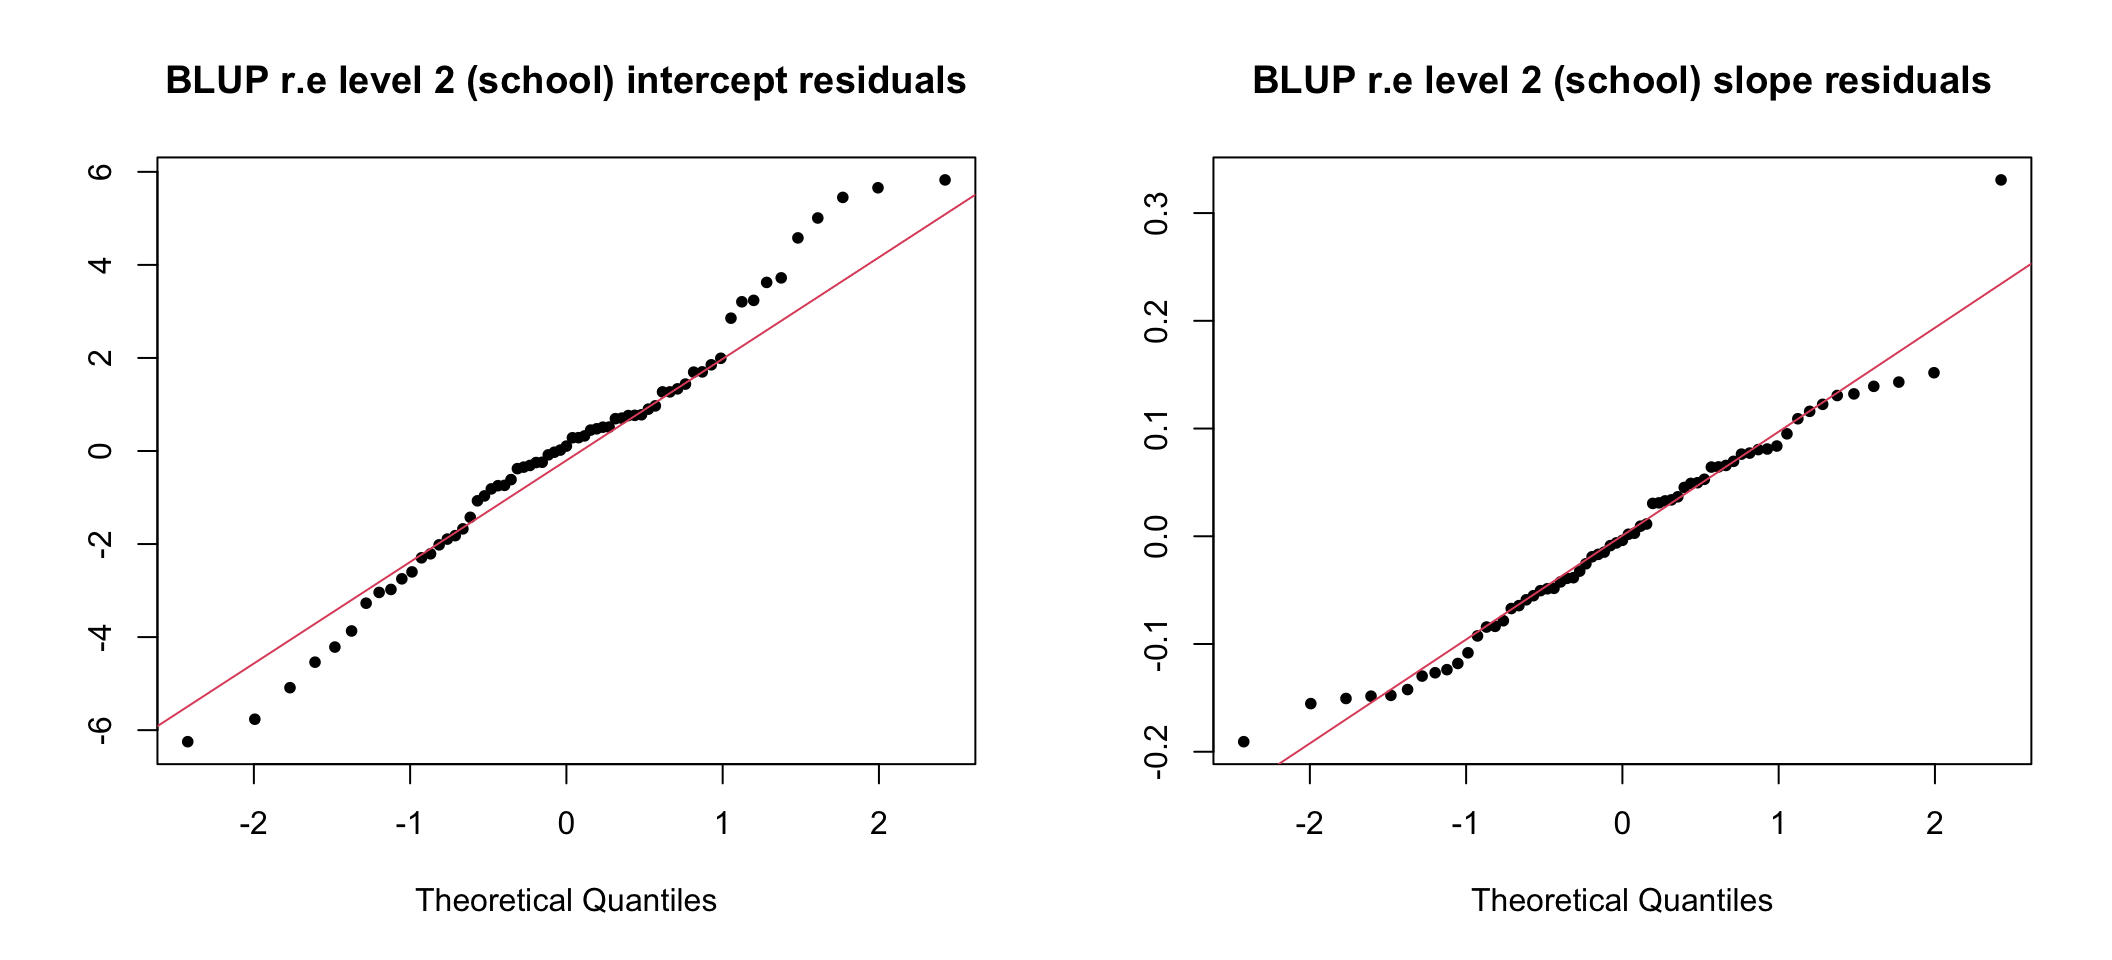 BLUP r.e level 2 (school) intercept residuals
6
4
2
0
-2
-4
-6
-2 -1 0 1 2
Theoretical Quantiles
BLUP r.e level 2 (school) slope residuals
0.3
0.2
0.1
0.0
-0.1
-0.2
-2 -1 0 1 2
Theoretical Quantiles